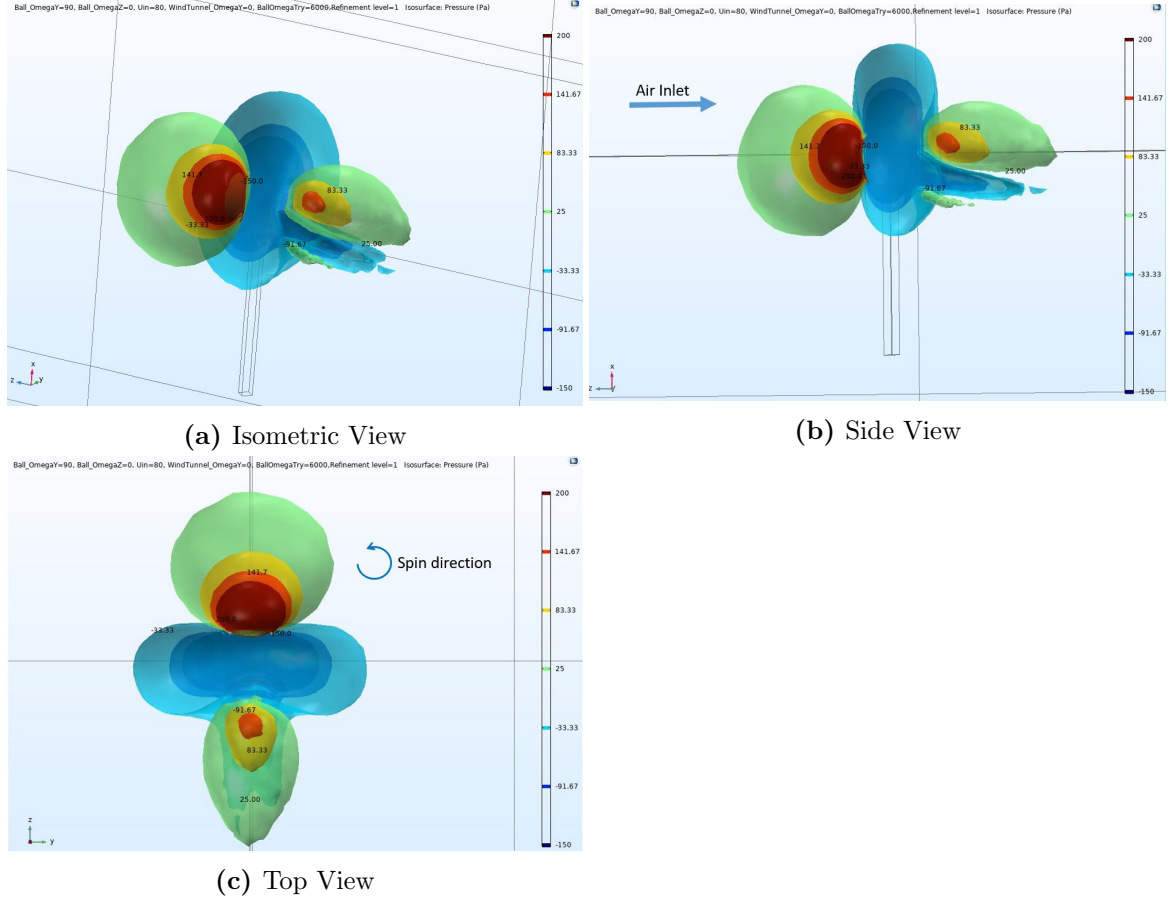 Ball_OmegaY=90, Ball_OmegaZ=0, Uin=80, WindTunnel_OmegaY=0, BallOmegaTry=6000,Refinement level=1 Isosurface: Pressure (Pa)
200
141.67
83.33
25
-33.33
-91.67
-150
141.7
-150.0
83.33
-33.33
-91.67
25.00
x
z
y
(a) Isometric View
Ball_OmegaY=90, Ball_OmegaZ=0, Uin=80, WindTunnel_OmegaY=0, BallOmegaTry=6000,Refinement level=1 Isosurface: Pressure (Pa)
Air Inlet
200
141.67
83.33
25
-33.33
-91.67
-150
83.33
141.7
-150.0
-33.33
25.00
-91.67
x
z
y
(b) Side View
Ball_OmegaY=90, Ball_OmegaZ=0, Uin=80, WindTunnel_OmegaY=0, BallOmegaTry=6000,Refinement level=1 Isosurface: Pressure (Pa)
Spin direction
200
141.67
83.33
25
-33.33
-91.67
-150
141.7
-33.33
-150.0
-91.67
83.33
25.00
z
y
(c) Top View